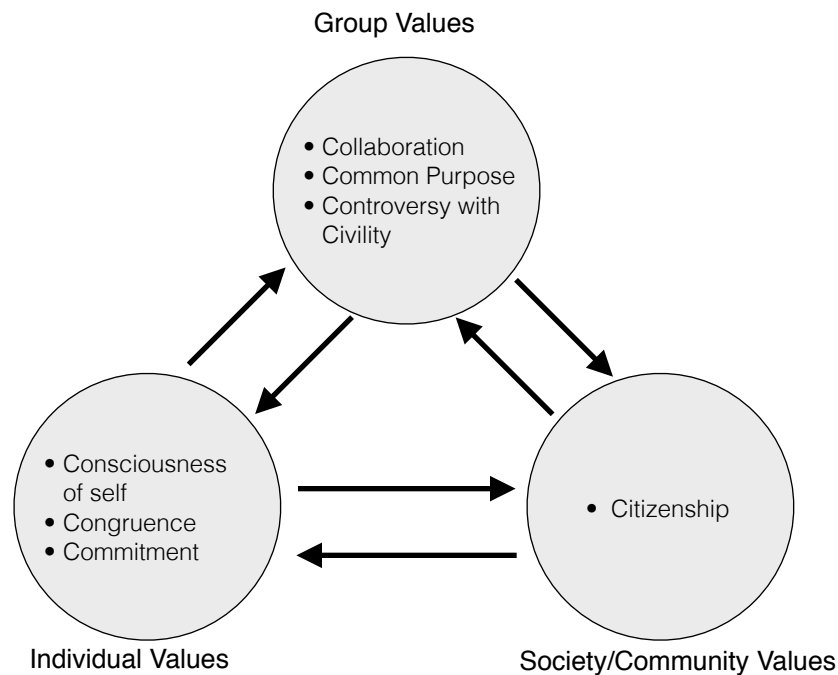 Group Values
• Collaboration
• Common Purpose
• Controversy with
Civility
• Consciousness
of self
• Congruence
• Commitment
• Citizenship
Individual Values
Society/Community Values